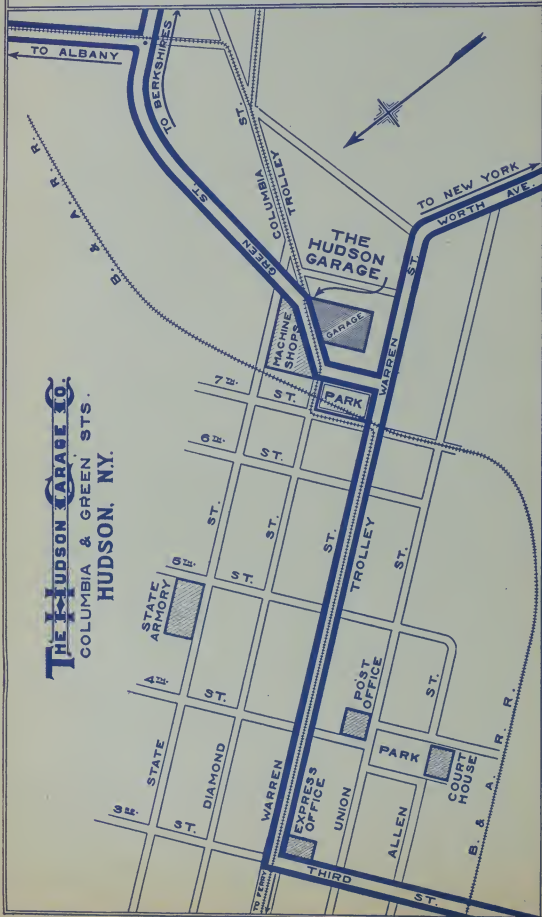 THE HUDSON GARAGE CO.
COLUMBIA & GREEN STS.
HUDSON, N.Y.
TO ALBANY
TO BERKSHIRES
B. & A. R. R.
GREEN ST.
COLUMBIA ST.
TROLLEY
THE
HUDSON
GARAGE
GARAGE
MACHINE
SHOPS
TO NEW YORK
WORTH AVE.
WARREN ST.
PARK
7TH. ST.
6TH. ST.
ST.
5TH. ST.
STATE
ARMORY
4TH. ST.
3RD. ST.
STATE ST.
DIAMOND ST.
WARREN ST.
TROLLEY
UNION ST.
ALLEN ST.
POST
OFFICE
PARK
COURT
HOUSE
EXPRESS
OFFICE
TO FERRY
THIRD ST.
B. & A. R. R.